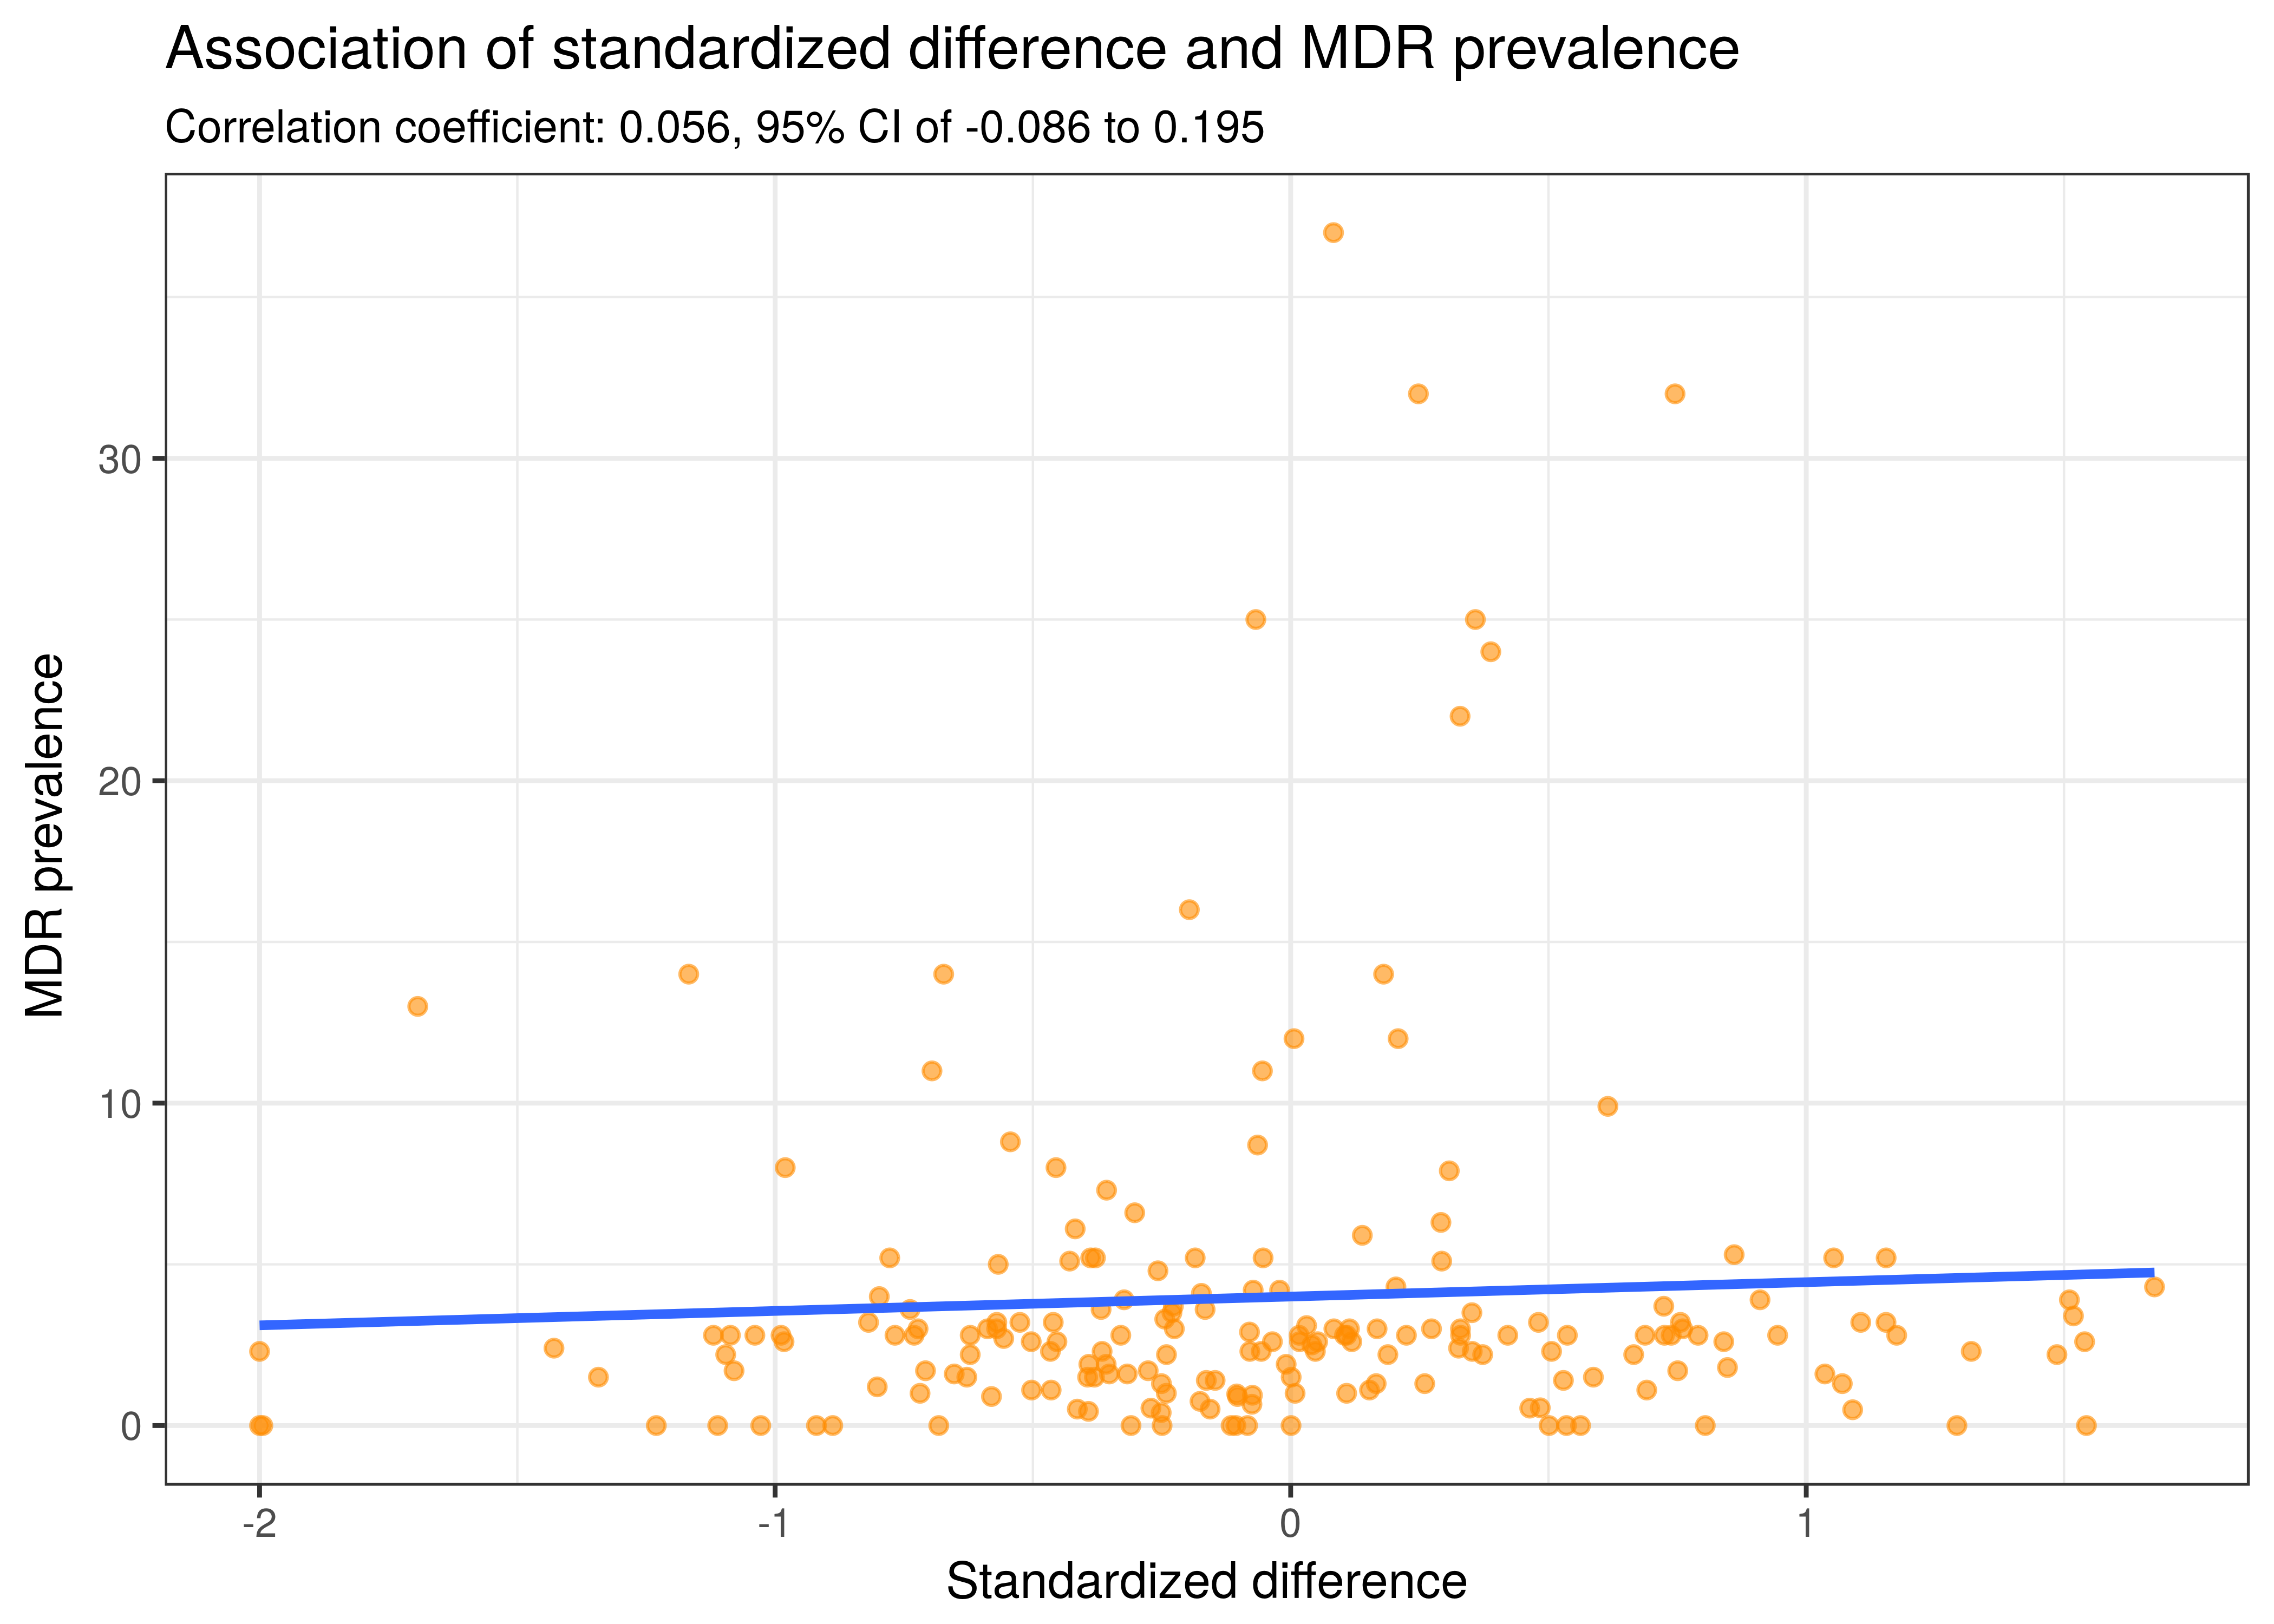 Association of standardized difference and MDR prevalence
Correlation coefficient: 0.056, 95% CI of -0.086 to 0.195
MDR prevalence
30
20
10
0
-2
-1
0
1
Standardized difference